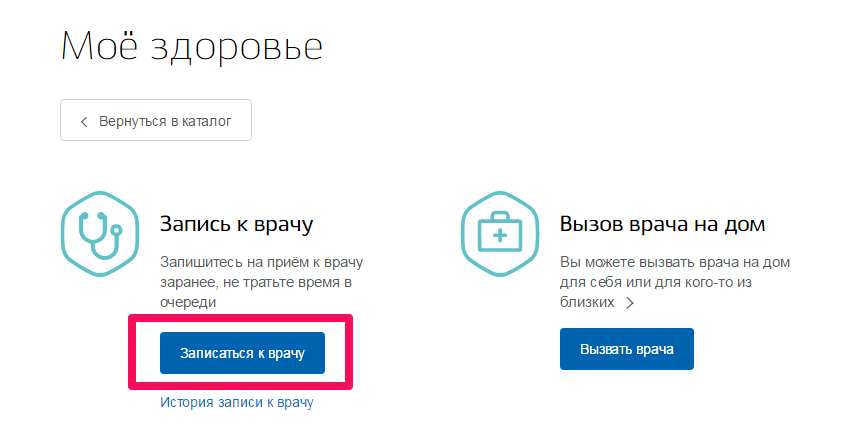 Моё здоровье
Вернуться в каталог
Запись к врачу
Запишитесь на приём к врачу
заранее, не тратьте время в
очереди
Записаться к врачу
История записи к врачу
Вызов врача на дом
Вы можете вызвать врача на дом
для себя или для кого-то из
близких
Вызвать врача